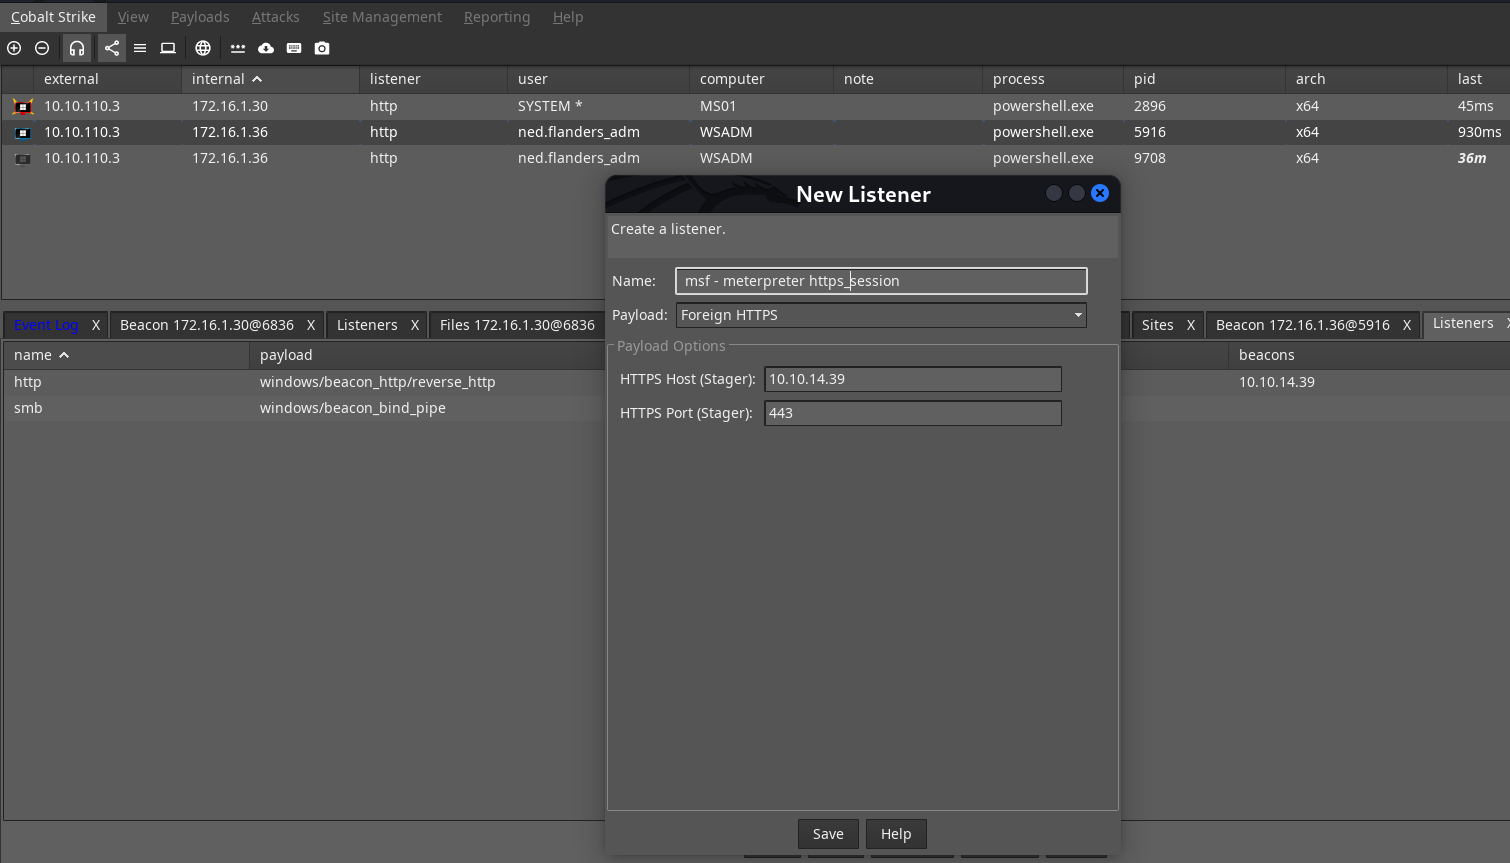 Cobalt Strike View Payloads Attacks Site Management Reporting Help
external internal listener user computer note process pid arch last
10.10.110.3 172.16.1.30 http SYSTEM * MS01 powershell.exe 2896 x64 45ms
10.10.110.3 172.16.1.36 http ned.flanders_adm WSADM powershell.exe 5916 x64 930ms
10.10.110.3 172.16.1.36 http ned.flanders_adm WSADM powershell.exe 9708 x64 36m
New Listener
Create a listener.
Name: msf - meterpreter https_session
Payload: Foreign HTTPS
Payload Options
HTTPS Host (Stager): 10.10.14.39
HTTPS Port (Stager): 443
Save Help
Event Log X Beacon 172.16.1.30@6836 X Listeners X Files 172.16.1.30@6836 Sites X Beacon 172.16.1.36@5916 X Listeners X
name payload beacons
http windows/beacon_http/reverse_http 10.10.14.39
smb windows/beacon_bind_pipe